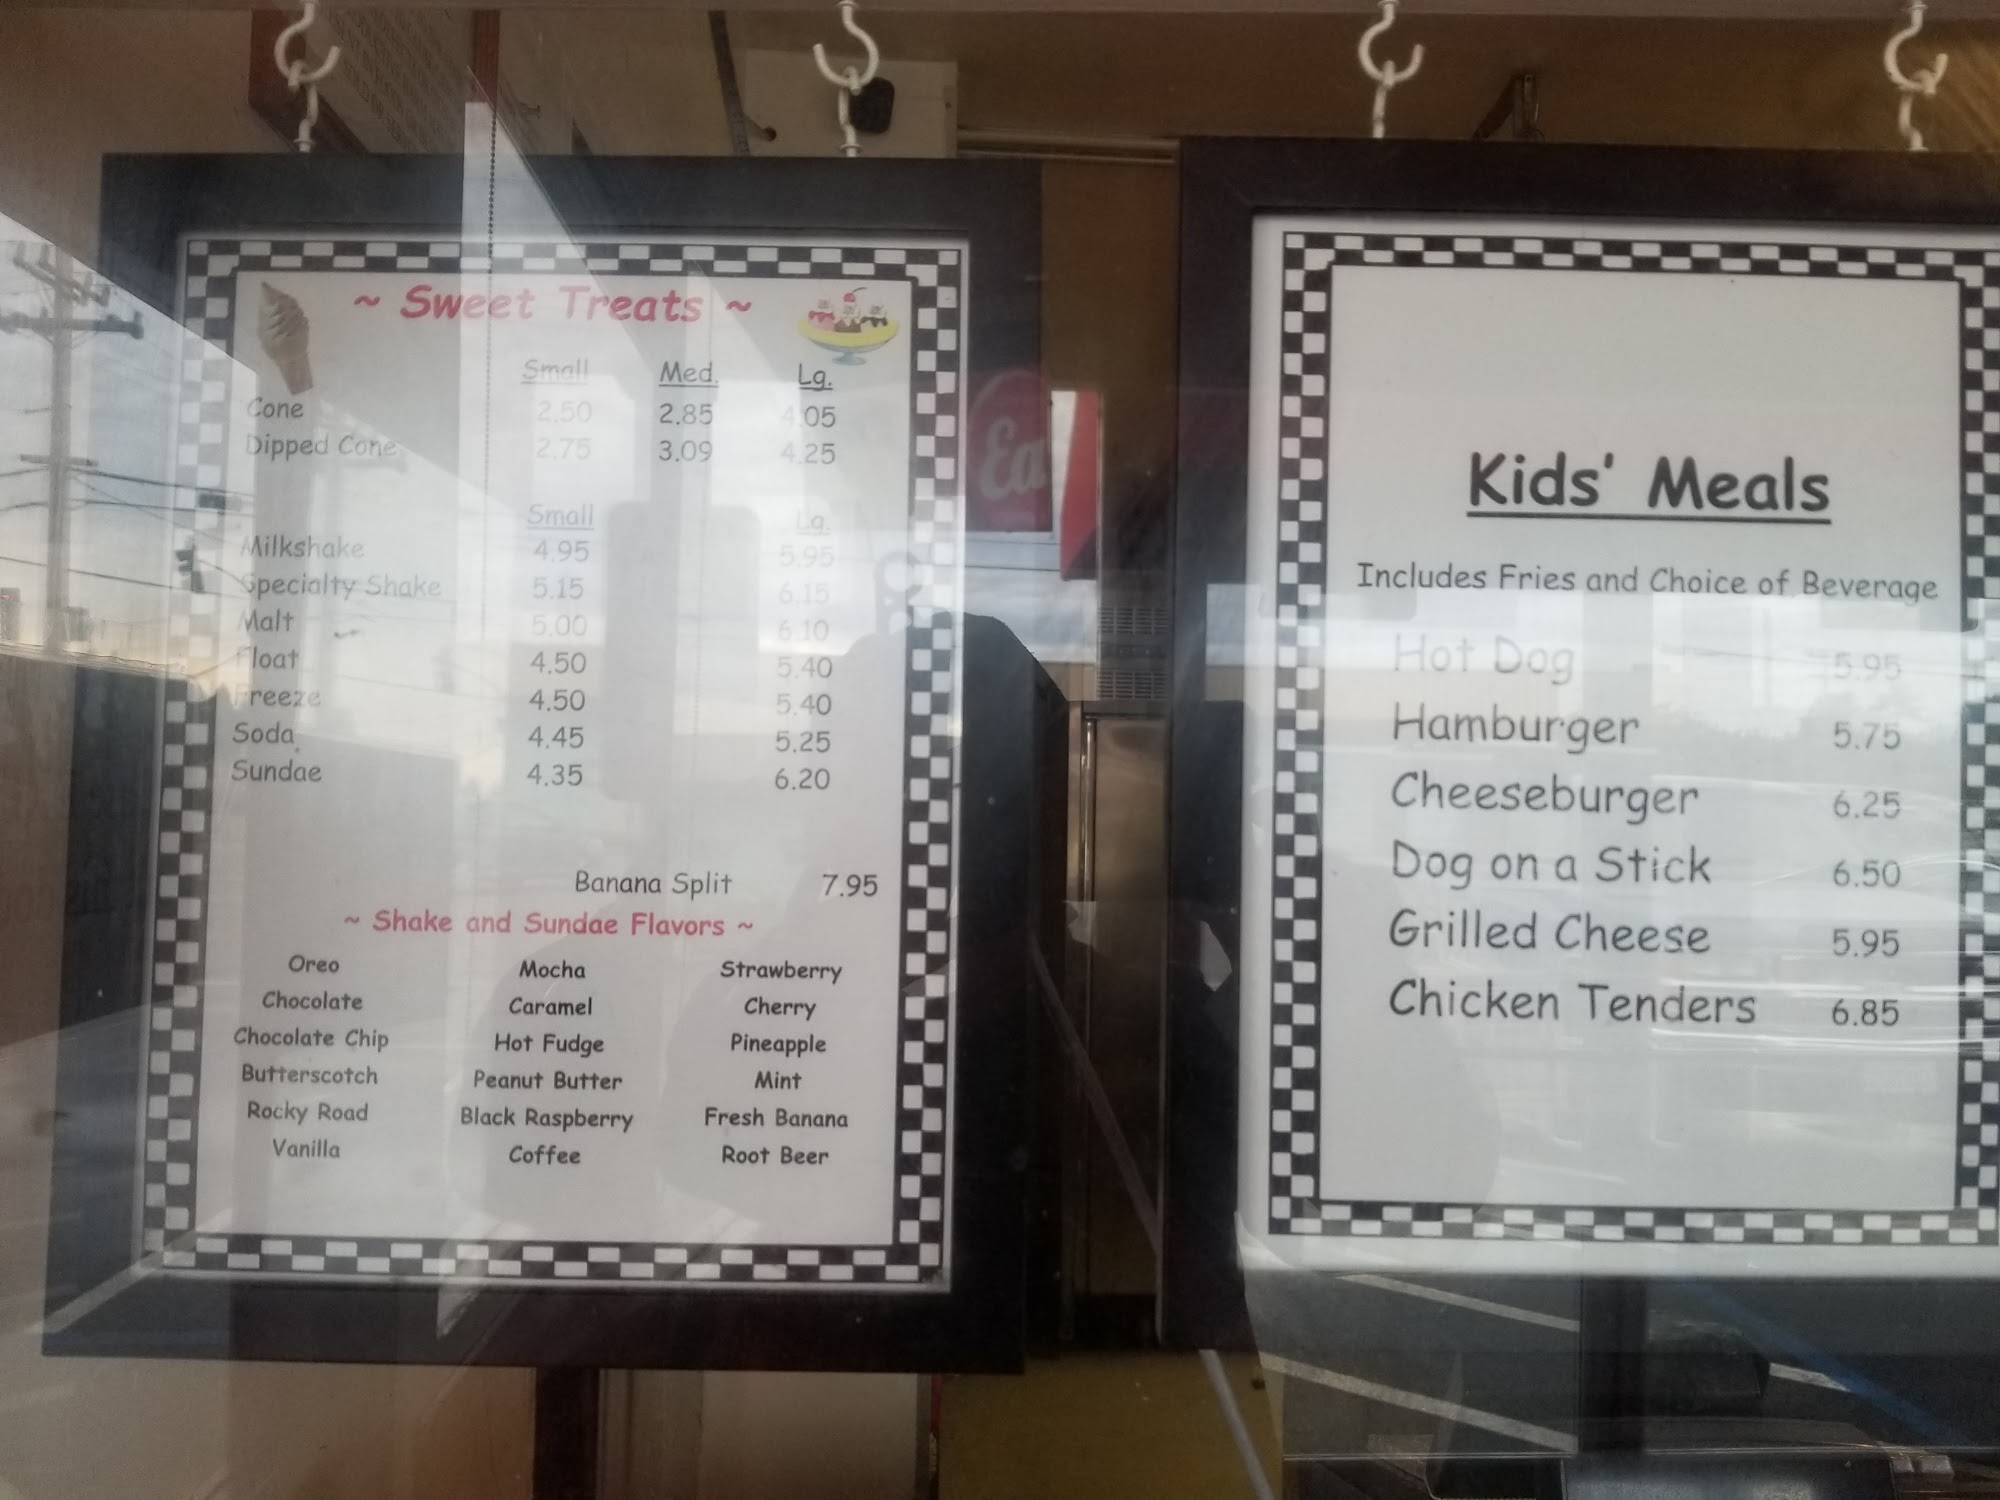 ~ Sweet Treats ~
Small Med. Lg.
Cone 2.50 2.85 4.05
Dipped Cone 2.75 3.09 4.25
Small Lg.
Milkshake 4.95 5.95
Specialty Shake 5.15 6.15
Malt 5.00 6.10
Float 4.50 5.40
Freeze 4.50 5.40
Soda 4.45 5.25
Sundae 4.35 6.20
Banana Split 7.95
~ Shake and Sundae Flavors ~
Oreo Mocha Strawberry
Chocolate Caramel Cherry
Chocolate Chip Hot Fudge Pineapple
Butterscotch Peanut Butter Mint
Rocky Road Black Raspberry Fresh Banana
Vanilla Coffee Root Beer
Kids' Meals
Includes Fries and Choice of Beverage
Hot Dog 5.95
Hamburger 5.75
Cheeseburger 6.25
Dog on a Stick 6.50
Grilled Cheese 5.95
Chicken Tenders 6.85